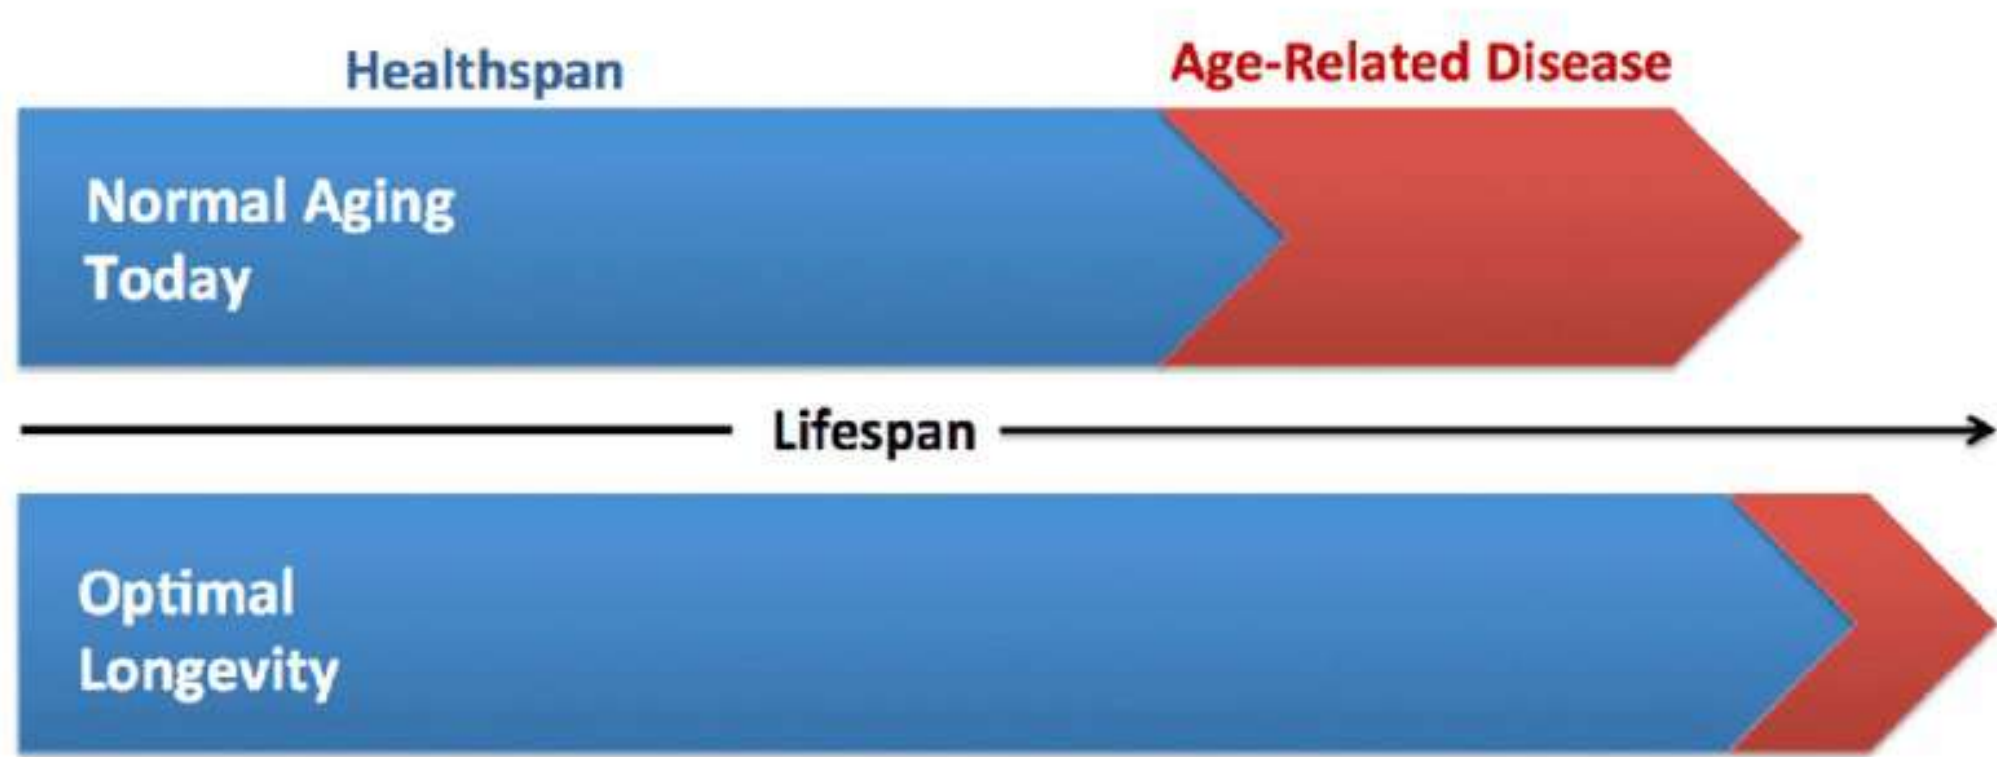 Healthspan
Age-Related Disease
Normal Aging
Today
Lifespan
Optimal
Longevity